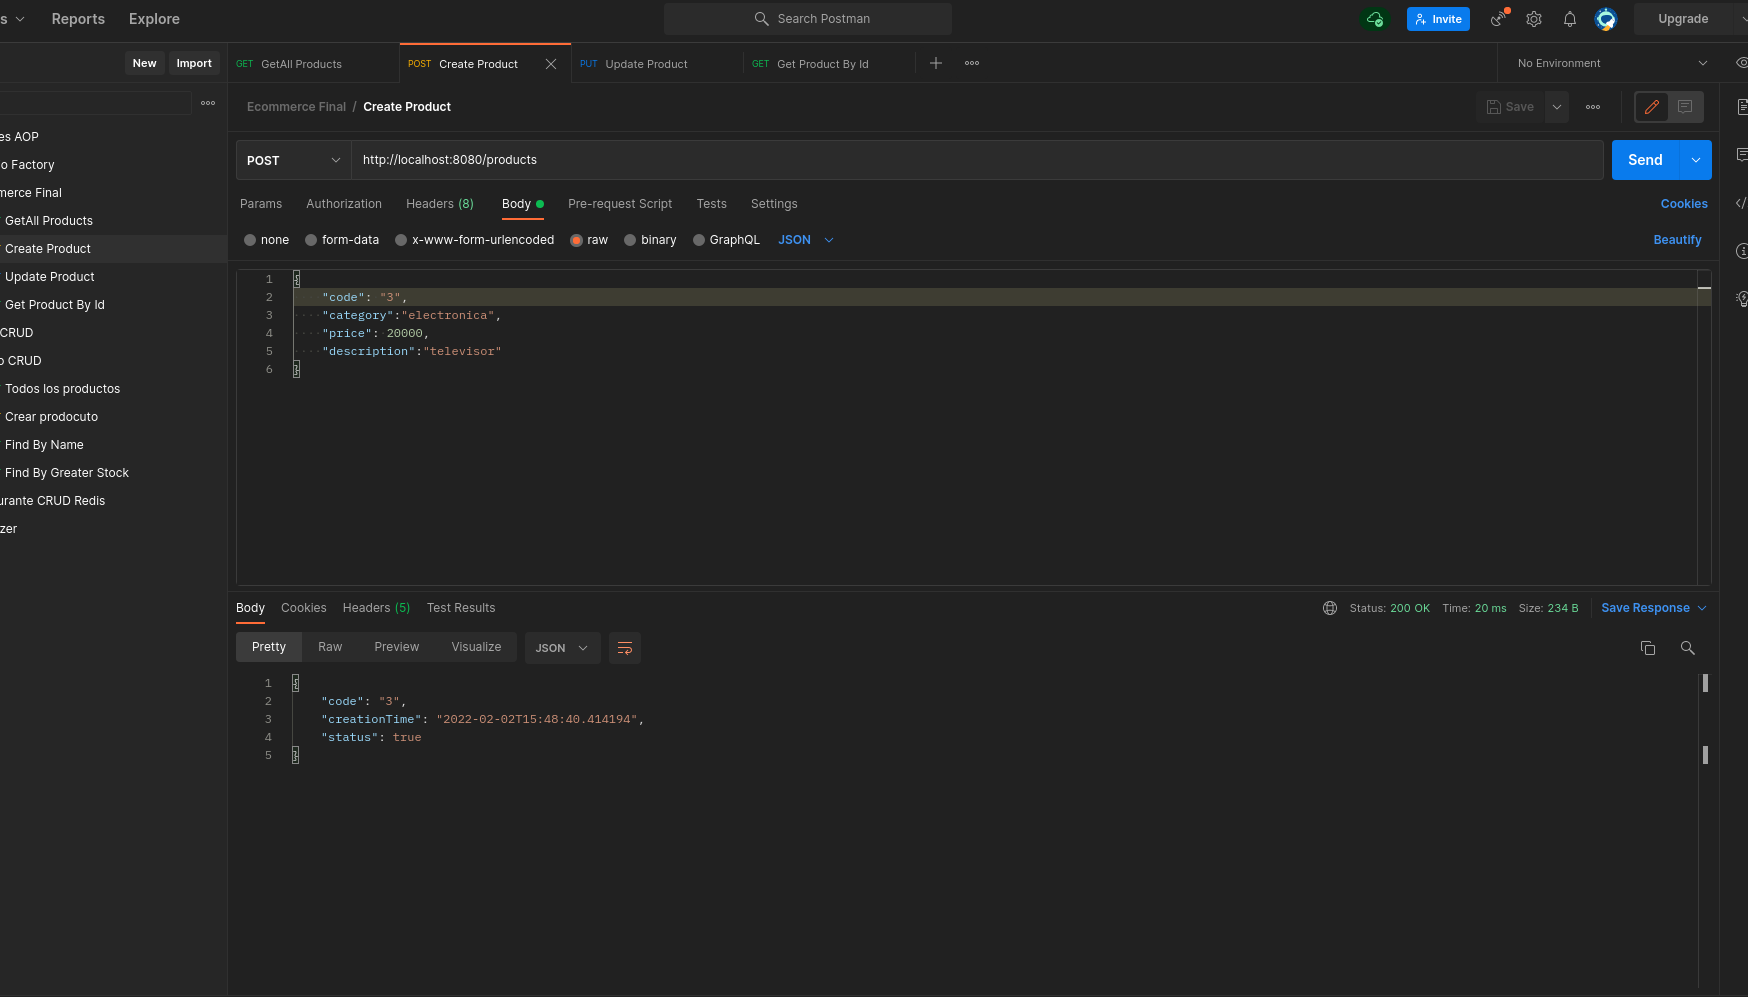 s Reports Explore Search Postman Invite Upgrade
New Import GET GetAll Products POST Create Product PUT Update Product GET Get Product By Id No Environment
Ecommerce Final / Create Product Save
es AOP
o Factory
merce Final
GetAll Products
Create Product
Update Product
Get Product By Id
CRUD
o CRUD
Todos los productos
Crear prodocuto
Find By Name
Find By Greater Stock
urante CRUD Redis
zer
POST http://localhost:8080/products Send
Params Authorization Headers (8) Body Pre-request Script Tests Settings Cookies
none form-data x-www-form-urlencoded raw binary GraphQL JSON Beautify
1 {
2 "code": "3",
3 "category":"electronica",
4 "price": 20000,
5 "description":"televisor"
6 }
Body Cookies Headers (5) Test Results Status: 200 OK Time: 20 ms Size: 234 B Save Response
Pretty Raw Preview Visualize JSON
1 {
2 "code": "3",
3 "creationTime": "2022-02-02T15:48:40.414194",
4 "status": true
5 }